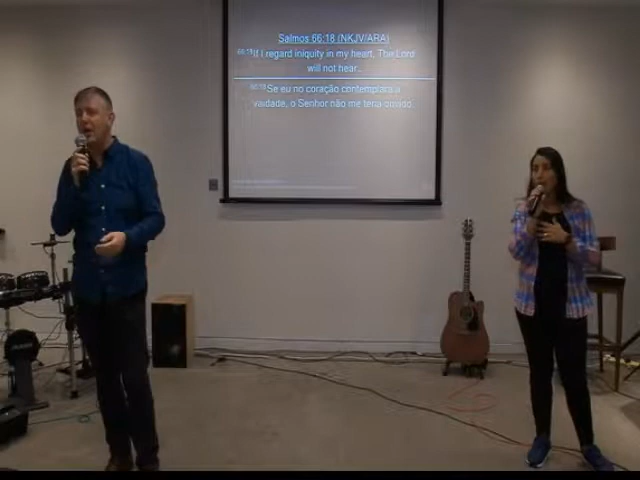 Salmos 66:18 (NKJV/ARA)
66:18 If I regard iniquity in my heart, The Lord
will not hear.
66:18 Se eu no coração contemplara a
vaidade, o Senhor não me teria ouvido.